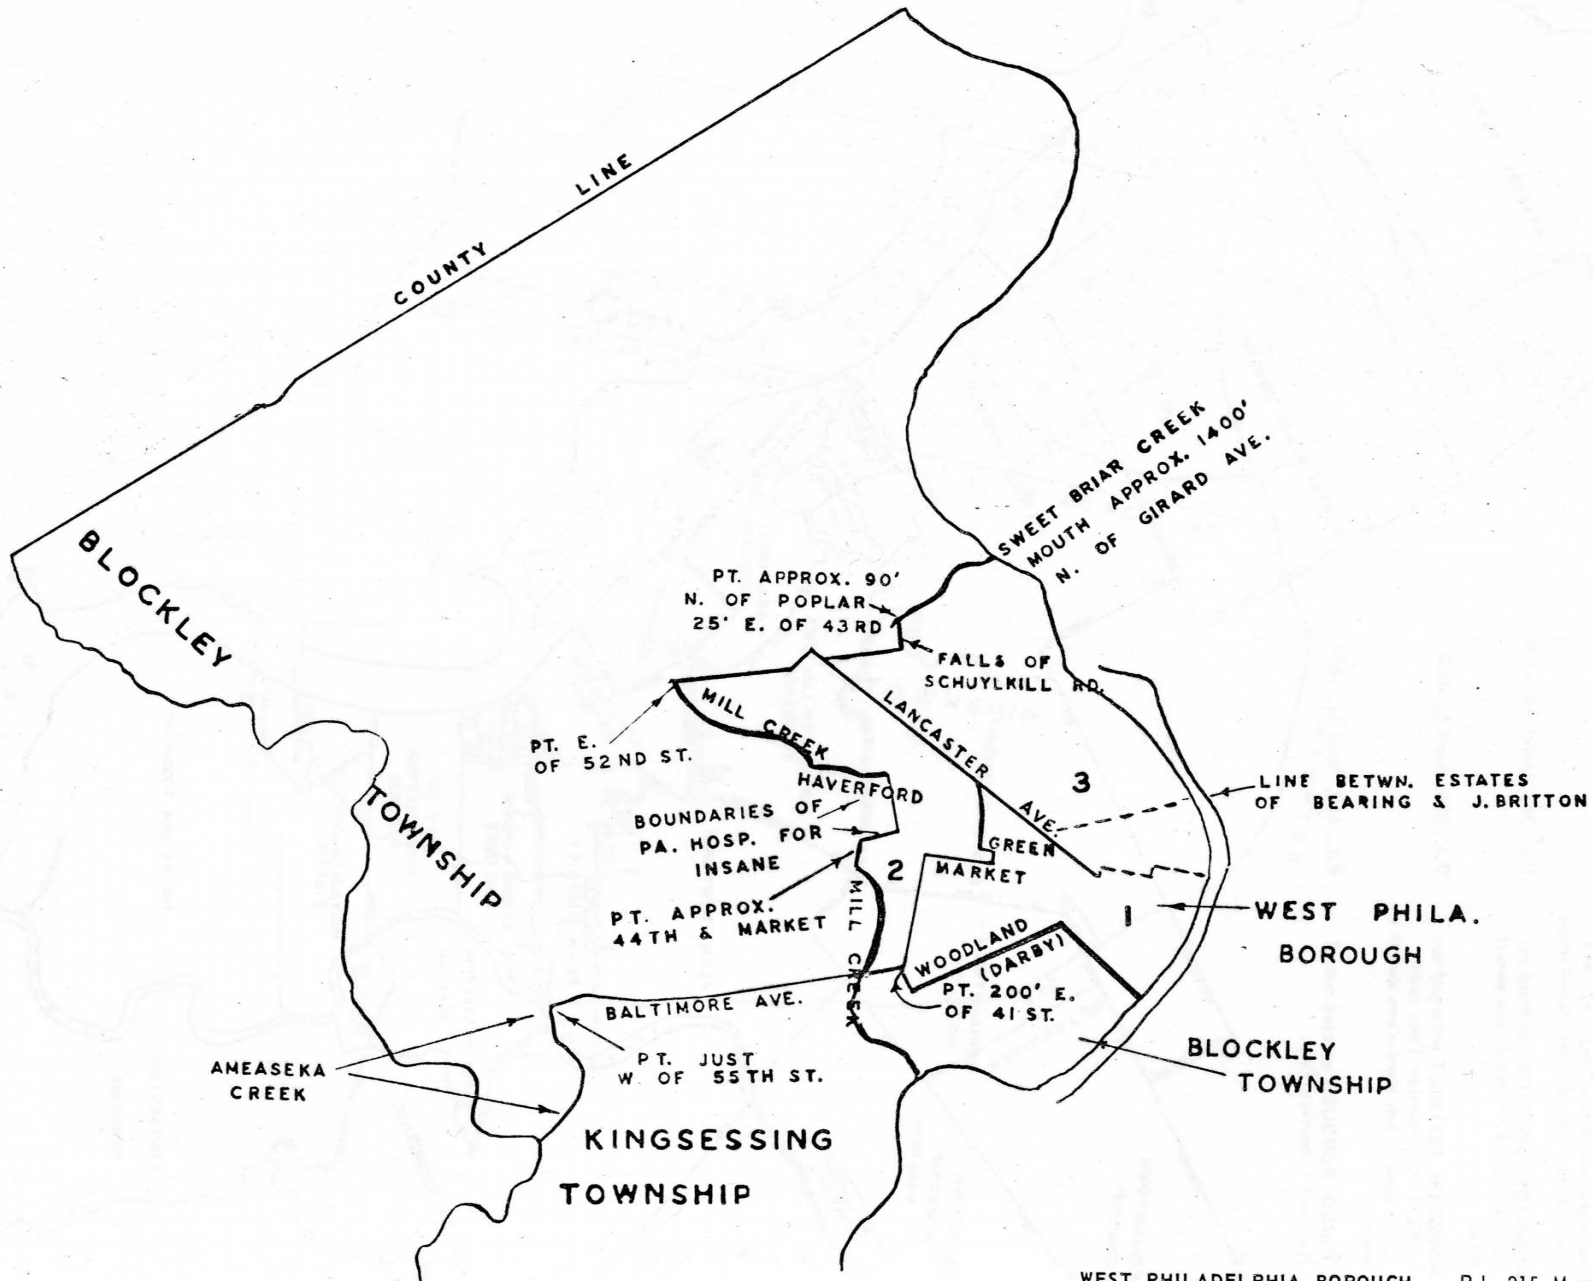 COUNTY LINE
SWEET BRIAR CREEK
MOUTH APPROX. 1400'
N. OF GIRARD AVE.
BLOCKLEY
TOWNSHIP
PT. APPROX. 90'
N. OF POPLAR
25' E. OF 43RD
FALLS OF
SCHUYLKILL RD.
MILL CREEK
LANCASTER AVE.
PT. E.
OF 52ND ST.
HAVERFORD
3
LINE BETWN. ESTATES
OF BEARING & J. BRITTON
BOUNDARIES OF
PA. HOSP. FOR
INSANE
GREEN
2
MARKET
PT. APPROX.
44TH & MARKET
MILL CREEK
1
WEST PHILA.
BOROUGH
WOODLAND
(DARBY)
PT. 200' E.
OF 41 ST.
BALTIMORE AVE.
AMEASEKA
CREEK
PT. JUST
W. OF 55TH ST.
BLOCKLEY
TOWNSHIP
KINGSESSING
TOWNSHIP
WEST PHILADELPHIA BOROUGH